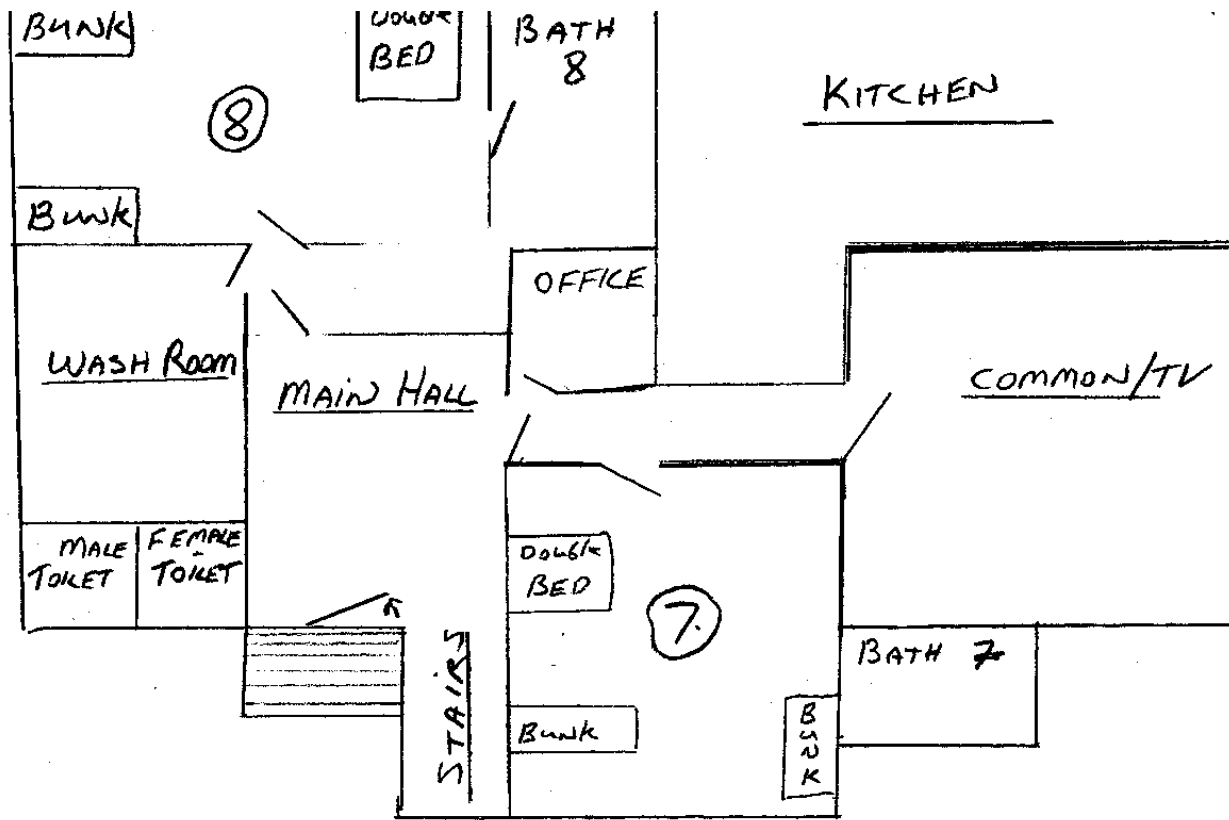 BUNK
Double
BED
BATH
8
KITCHEN
8
Bunk
OFFICE
WASH Room
MAIN HALL
COMMON/TV
MALE
TOILET
FEMALE
TOILET
Double
BED
7.
BATH 7
STAIRS
Bunk
BUNK